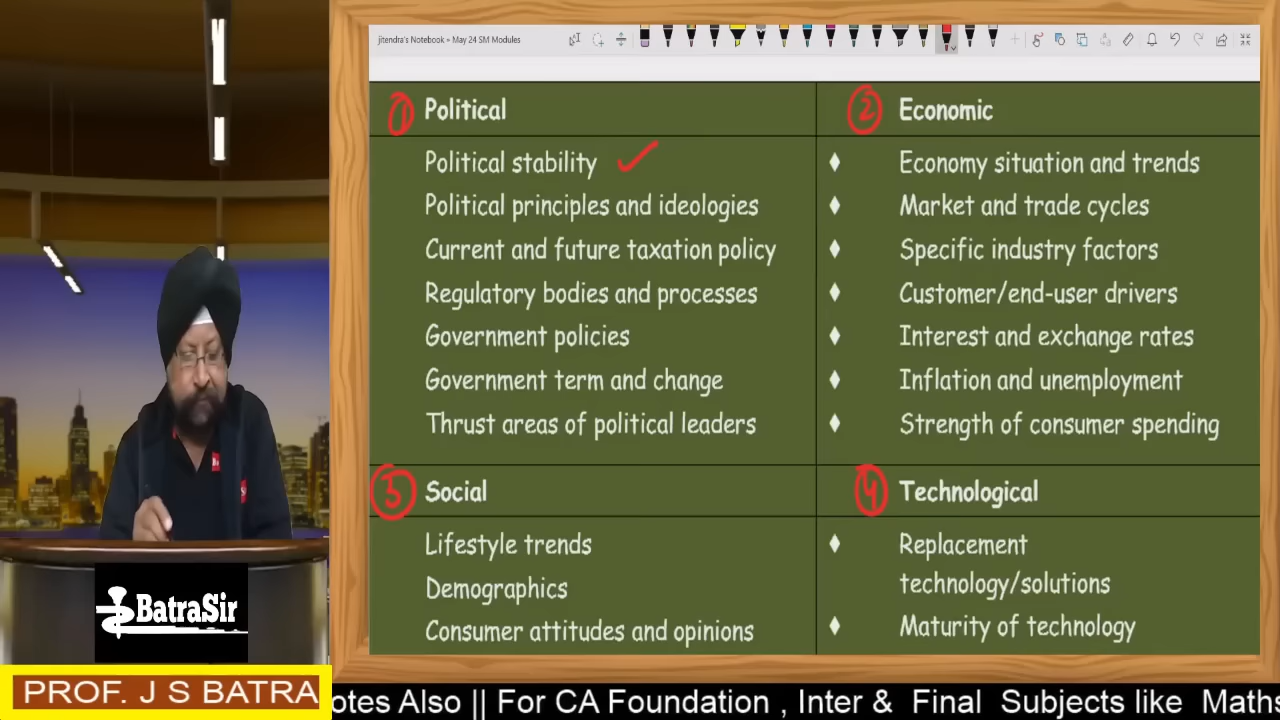 jitendra's Notebook » May 24 SM Modules
1 Political
2 Economic
Political stability
Political principles and ideologies
Current and future taxation policy
Regulatory bodies and processes
Government policies
Government term and change
Thrust areas of political leaders
Economy situation and trends
Market and trade cycles
Specific industry factors
Customer/end-user drivers
Interest and exchange rates
Inflation and unemployment
Strength of consumer spending
3 Social
4 Technological
Lifestyle trends
Demographics
Consumer attitudes and opinions
Replacement
technology/solutions
Maturity of technology
BatraSir
PROF. J S BATRA
otes Also || For CA Foundation , Inter & Final Subjects like Maths